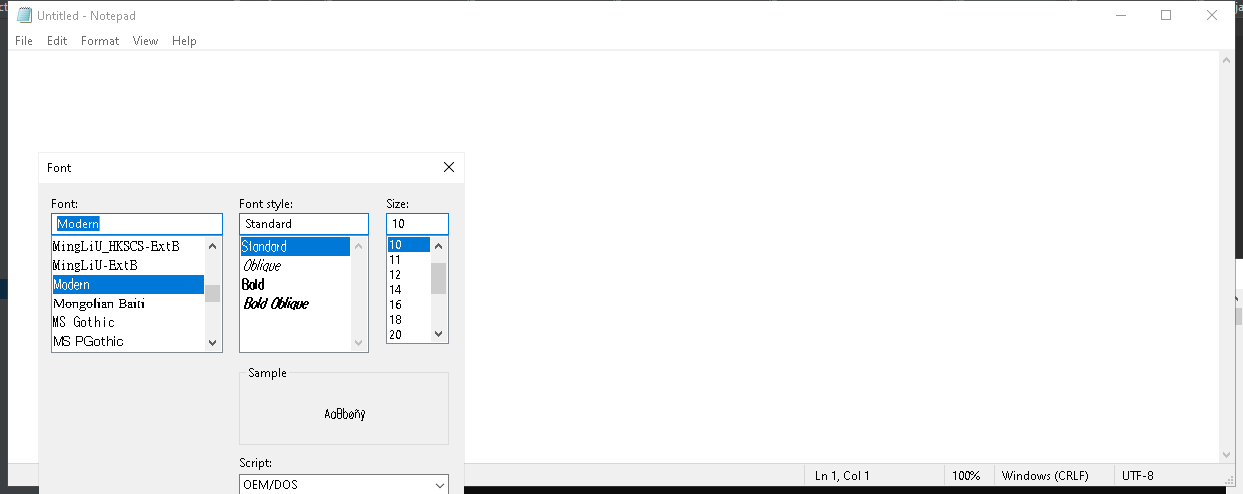 Untitled - Notepad
File Edit Format View Help
Font
Font: Font style: Size:
Modern Standard 10
MingLiU_HKSCS-ExtB
MingLiU-ExtB
Modern
Mongolian Baiti
MS Gothic
MS PGothic
Standard
Oblique
Bold
Bold Oblique
10
11
12
14
16
18
20
Sample
AaBbøñý
Script:
OEM/DOS
Ln 1, Col 1 100% Windows (CRLF) UTF-8